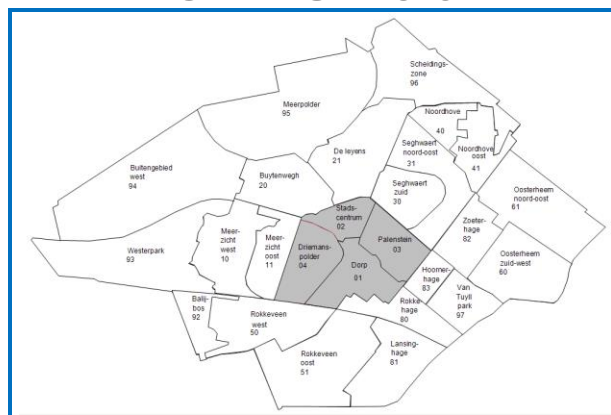 Scheidings-
zone
96
Meerpolder
95
Noordhove
40
De leyens
21
Seghwaert
noord-oost
31
Noordhove
oost
41
Buitengebied
west
94
Buytenwegh
20
Seghwaert
zuid
30
Oosterheem
noord-oost
61
Stads-
centrum
02
Zoeter-
hage
82
Meer-
zicht
west
10
Meer-
zicht
oost
11
Driemans-
polder
04
Palenstein
03
Westerpark
93
Dorp
01
Hoorner-
hage
83
Oosterheem
zuid-west
60
Van
Tuyll
park
97
Balij-
bos
92
Rokkeveen
west
50
Rokke
hage
80
Lansing-
hage
81
Rokkeveen
oost
51